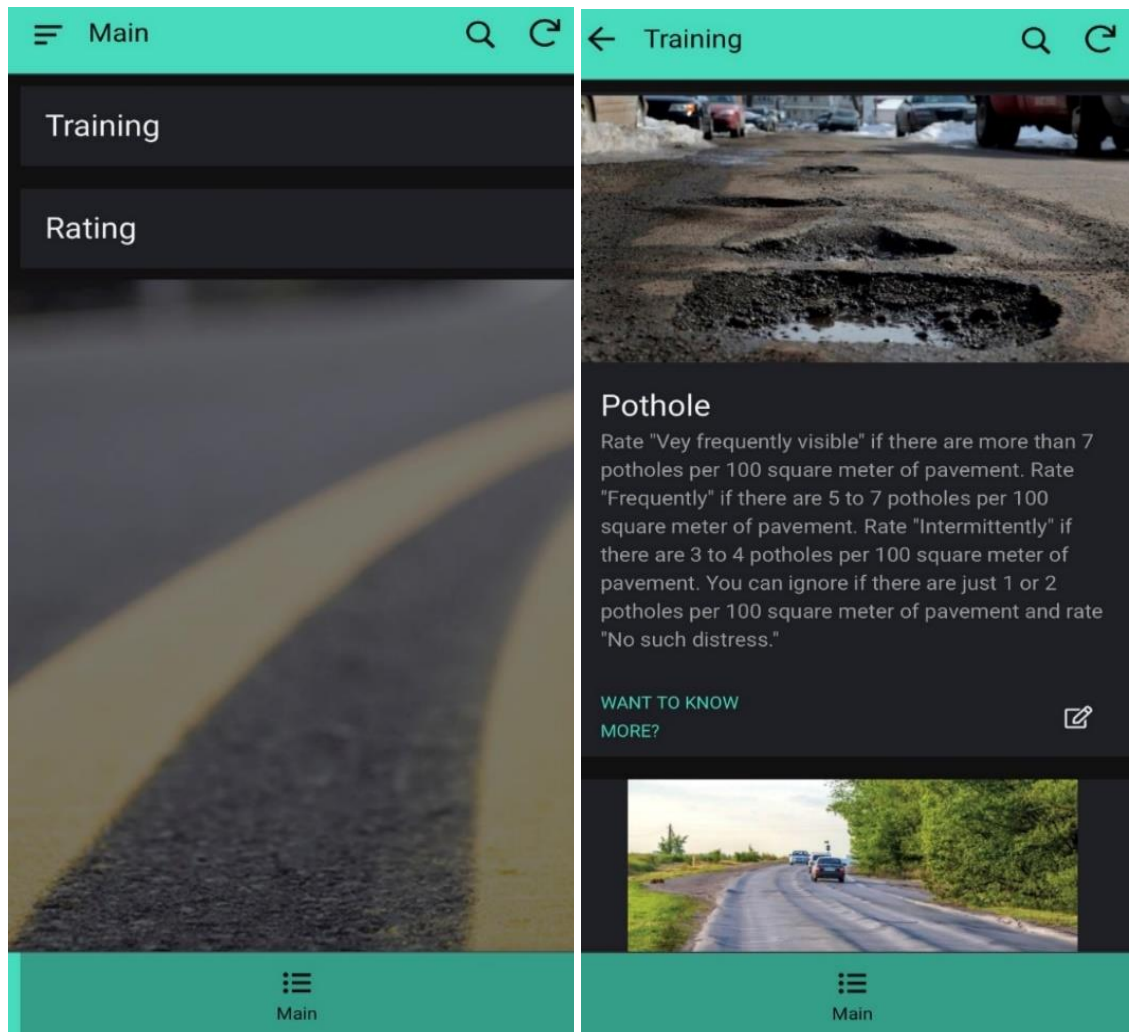 Main
Training
Rating
Main
Training
Pothole
Rate "Vey frequently visible" if there are more than 7
potholes per 100 square meter of pavement. Rate
"Frequently" if there are 5 to 7 potholes per 100
square meter of pavement. Rate "Intermittently" if
there are 3 to 4 potholes per 100 square meter of
pavement. You can ignore if there are just 1 or 2
potholes per 100 square meter of pavement and rate
"No such distress."
WANT TO KNOW
MORE?
Main